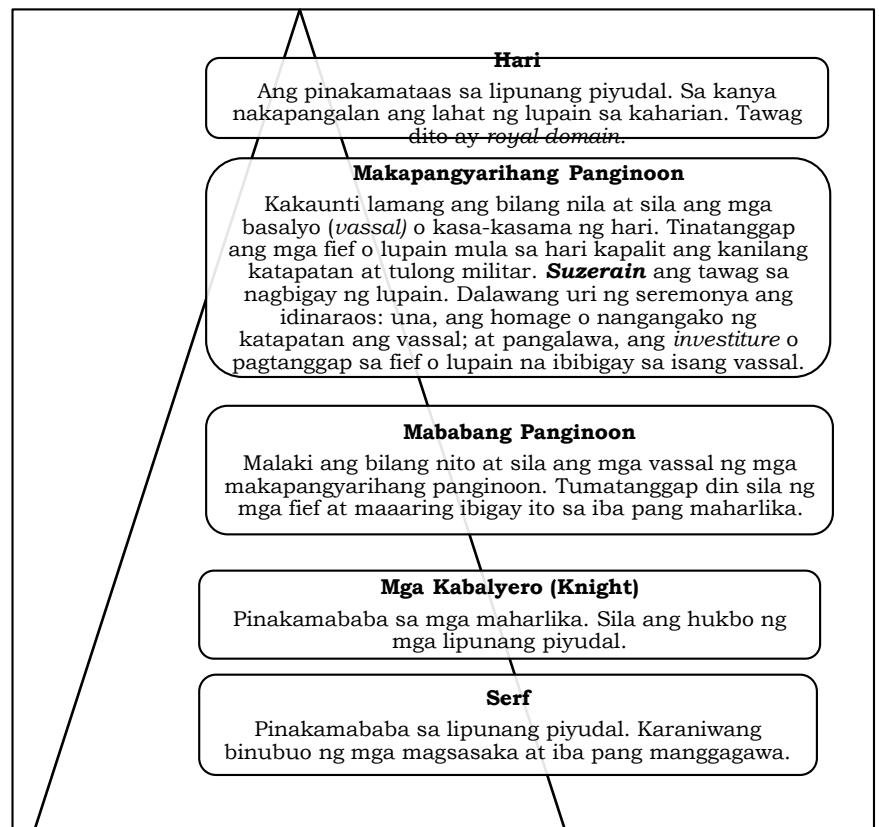 Hari
Ang pinakamataas sa lipunang piyudal. Sa kanya
nakapangalan ang lahat ng lupain sa kaharian. Tawag
dito ay royal domain.
Makapangyarihang Panginoon
Kakaunti lamang ang bilang nila at sila ang mga
basalyo (vassal) o kasa-kasama ng hari. Tinatanggap
ang mga fief o lupain mula sa hari kapalit ang kanilang
katapatan at tulong militar. Suzerain ang tawag sa
nagbigay ng lupain. Dalawang uri ng seremonya ang
idinaraos: una, ang homage o nangangako ng
katapatan ang vassal; at pangalawa, ang investiture o
pagtanggap sa fief o lupain na ibibigay sa isang vassal.
Mababang Panginoon
Malaki ang bilang nito at sila ang mga vassal ng mga
makapangyarihang panginoon. Tumatanggap din sila ng
mga fief at maaaring ibigay ito sa iba pang maharlika.
Mga Kabalyero (Knight)
Pinakamababa sa mga maharlika. Sila ang hukbo ng
mga lipunang piyudal.
Serf
Pinakamababa sa lipunang piyudal. Karaniwang
binubuo ng mga magsasaka at iba pang manggagawa.